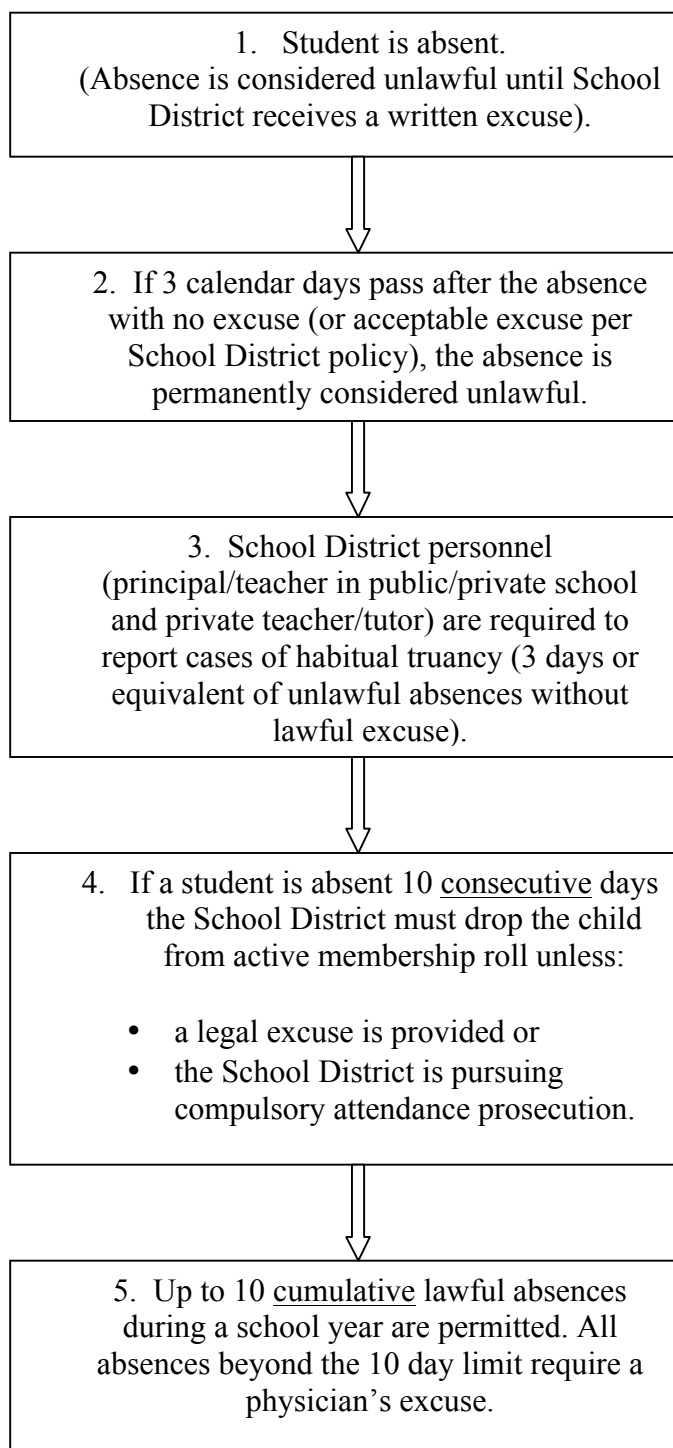 1. Student is absent.
(Absence is considered unlawful until School
District receives a written excuse).
2. If 3 calendar days pass after the absence
with no excuse (or acceptable excuse per
School District policy), the absence is
permanently considered unlawful.
3. School District personnel
(principal/teacher in public/private school
and private teacher/tutor) are required to
report cases of habitual truancy (3 days or
equivalent of unlawful absences without
lawful excuse).
4. If a student is absent 10 consecutive days
the School District must drop the child
from active membership roll unless:
• a legal excuse is provided or
• the School District is pursuing
compulsory attendance prosecution.
5. Up to 10 cumulative lawful absences
during a school year are permitted. All
absences beyond the 10 day limit require a
physician’s excuse.